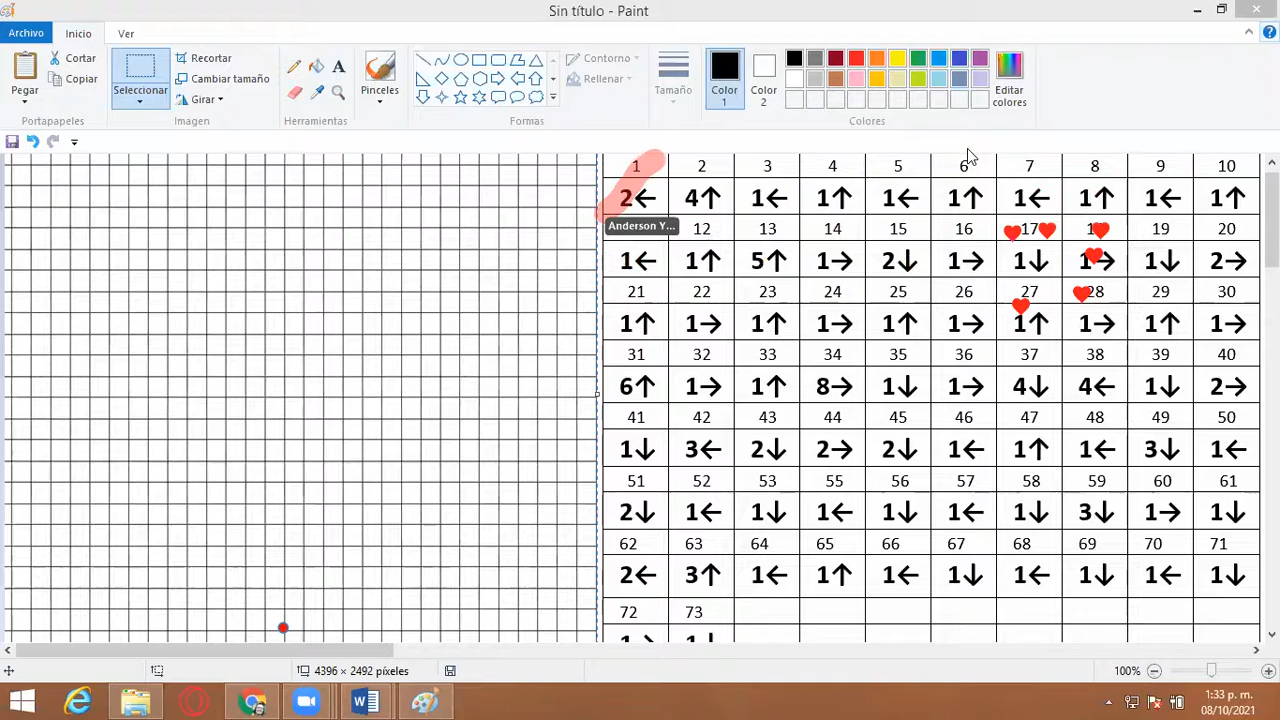 Sin título - Paint
Archivo Inicio Ver
Pegar
Cortar
Copiar
Portapapeles
Seleccionar
Recortar
Cambiar tamaño
Girar
Imagen
Herramientas
Pinceles
Contorno
Rellenar
Formas
Tamaño
Color 1
Color 2
Editar colores
Colores
1 2 3 4 5 6 7 8 9 10
2← 4↑ 1← 1↑ 1← 1↑ 1← 1↑ 1← 1↑
Anderson Y... 12 13 14 15 16 17 19 20
1← 1↑ 5↑ 1→ 2↓ 1→ 1↓ 1→ 1↓ 2→
21 22 23 24 25 26 27 28 29 30
1↑ 1→ 1↑ 1→ 1↑ 1→ 1↑ 1→ 1↑ 1→
31 32 33 34 35 36 37 38 39 40
6↑ 1→ 1↑ 8→ 1↓ 1→ 4↓ 4← 1↓ 2→
41 42 43 44 45 46 47 48 49 50
1↓ 3← 2↓ 2→ 2↓ 1← 1↑ 1← 3↓ 1←
51 52 53 55 56 57 58 59 60 61
2↓ 1← 1↓ 1← 1↓ 1← 1↓ 3↓ 1→ 1↓
62 63 64 65 66 67 68 69 70 71
2← 3↑ 1← 1↑ 1← 1↓ 1← 1↓ 1← 1↓
72 73
1→ 1↓
4396 × 2492 píxeles
100%
1:33 p. m.
08/10/2021